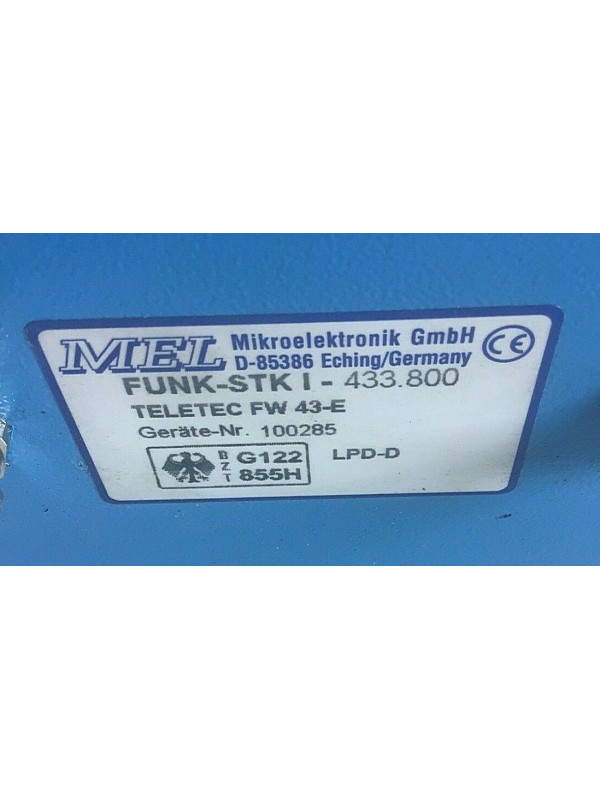 MEL Mikroelektronik GmbH
D-85386 Eching/Germany
CE
FUNK-STK I - 433.800
TELETEC FW 43-E
Geräte-Nr. 100285
BZT G122 855H LPD-D